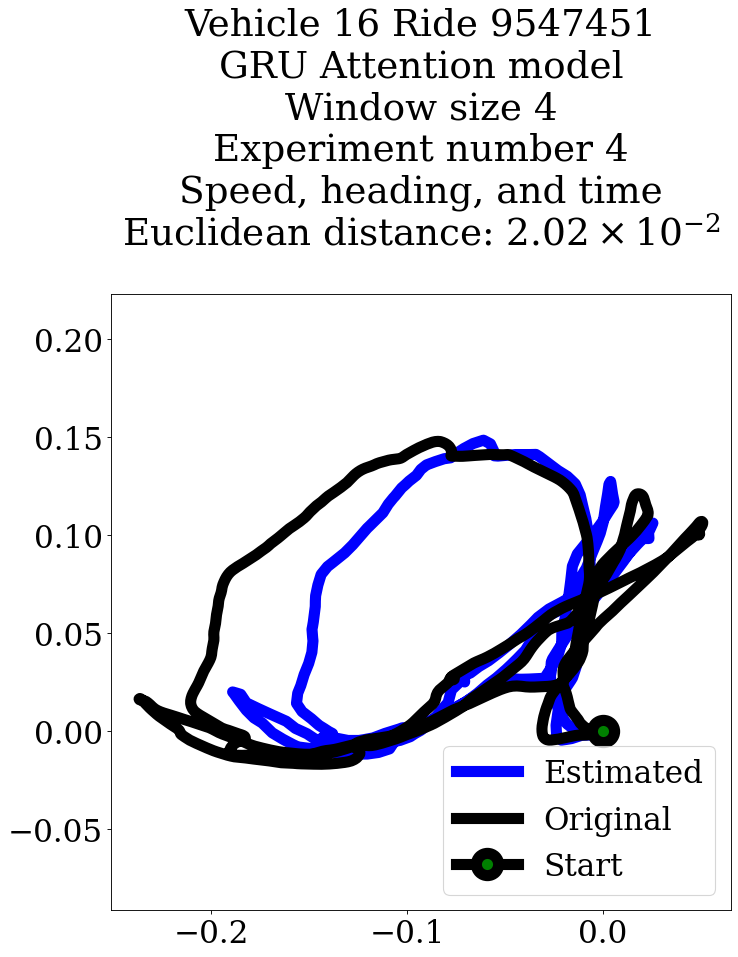 Vehicle 16 Ride 9547451
GRU Attention model
Window size 4
Experiment number 4
Speed, heading, and time
Euclidean distance: 2.02 × 10⁻²
0.20
0.15
0.10
0.05
0.00
−0.05
Estimated
Original
Start
−0.2 −0.1 0.0